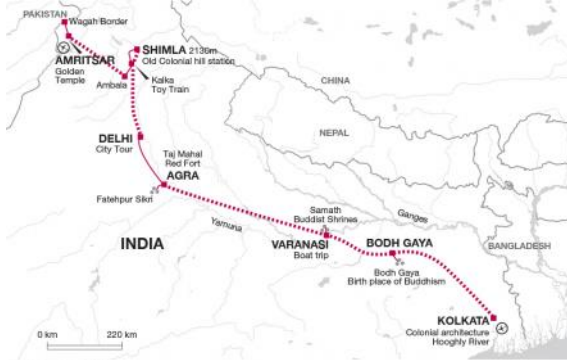 PAKISTAN
Wagah Border
AMRITSAR
Golden
Temple
Ambala
SHIMLA 2130m
Old Colonial hill station
Kalka
Toy Train
CHINA
NEPAL
DELHI
City Tour
Taj Mahal
Red Fort
AGRA
Fatehpur Sikri
INDIA
Yamuna
Samath
Buddist Shrines
VARANASI
Boat trip
Ganges
BODH GAYA
Bodh Gaya
Birth place of Buddhism
BANGLADESH
KOLKATA
Colonial architecture
Hooghly River
0 km 220 km